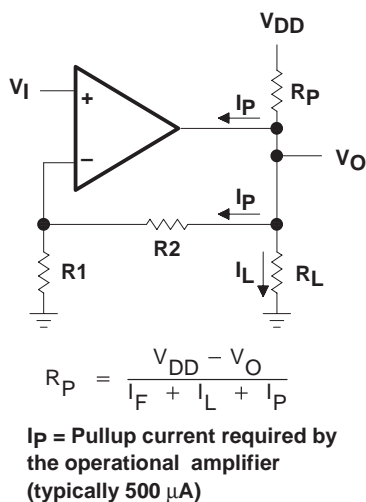 VDD
VI
+
IP
RP
−
VO
IP
R2
R1
IL
RL
RP = VDD − VO / IF + IL + IP
IP = Pullup current required by
the operational amplifier
(typically 500 μA)